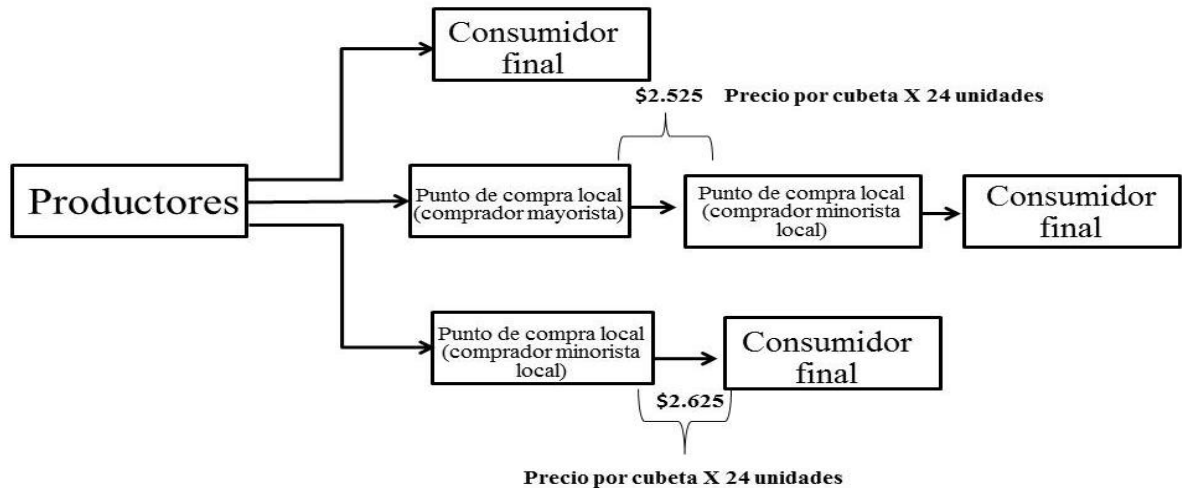 Consumidor
final
$2.525 Precio por cubeta X 24 unidades
Productores
Punto de compra local
(comprador mayorista)
Punto de compra local
(comprador minorista
local)
Consumidor
final
Punto de compra local
(comprador minorista
local)
Consumidor
final
$2.625
Precio por cubeta X 24 unidades